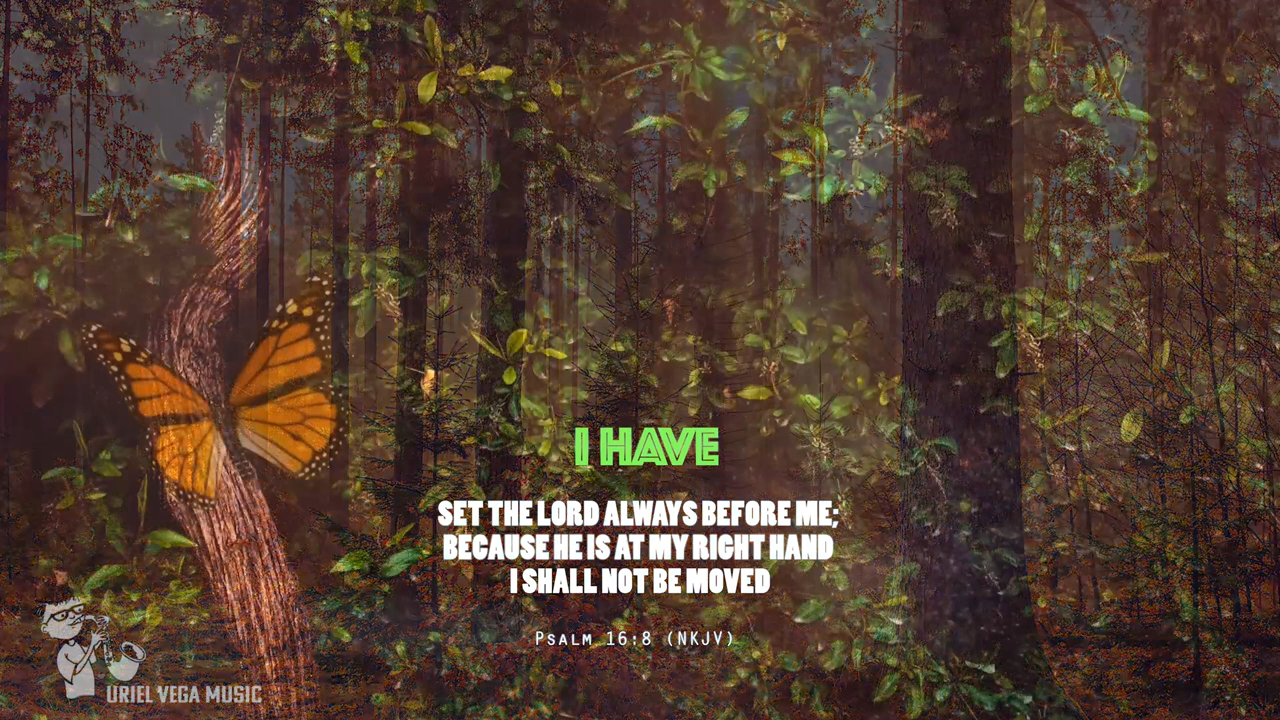 I HAVE
SET THE LORD ALWAYS BEFORE ME;
BECAUSE HE IS AT MY RIGHT HAND
I SHALL NOT BE MOVED
Psalm 16:8 (NKJV)
URIEL VEGA MUSIC